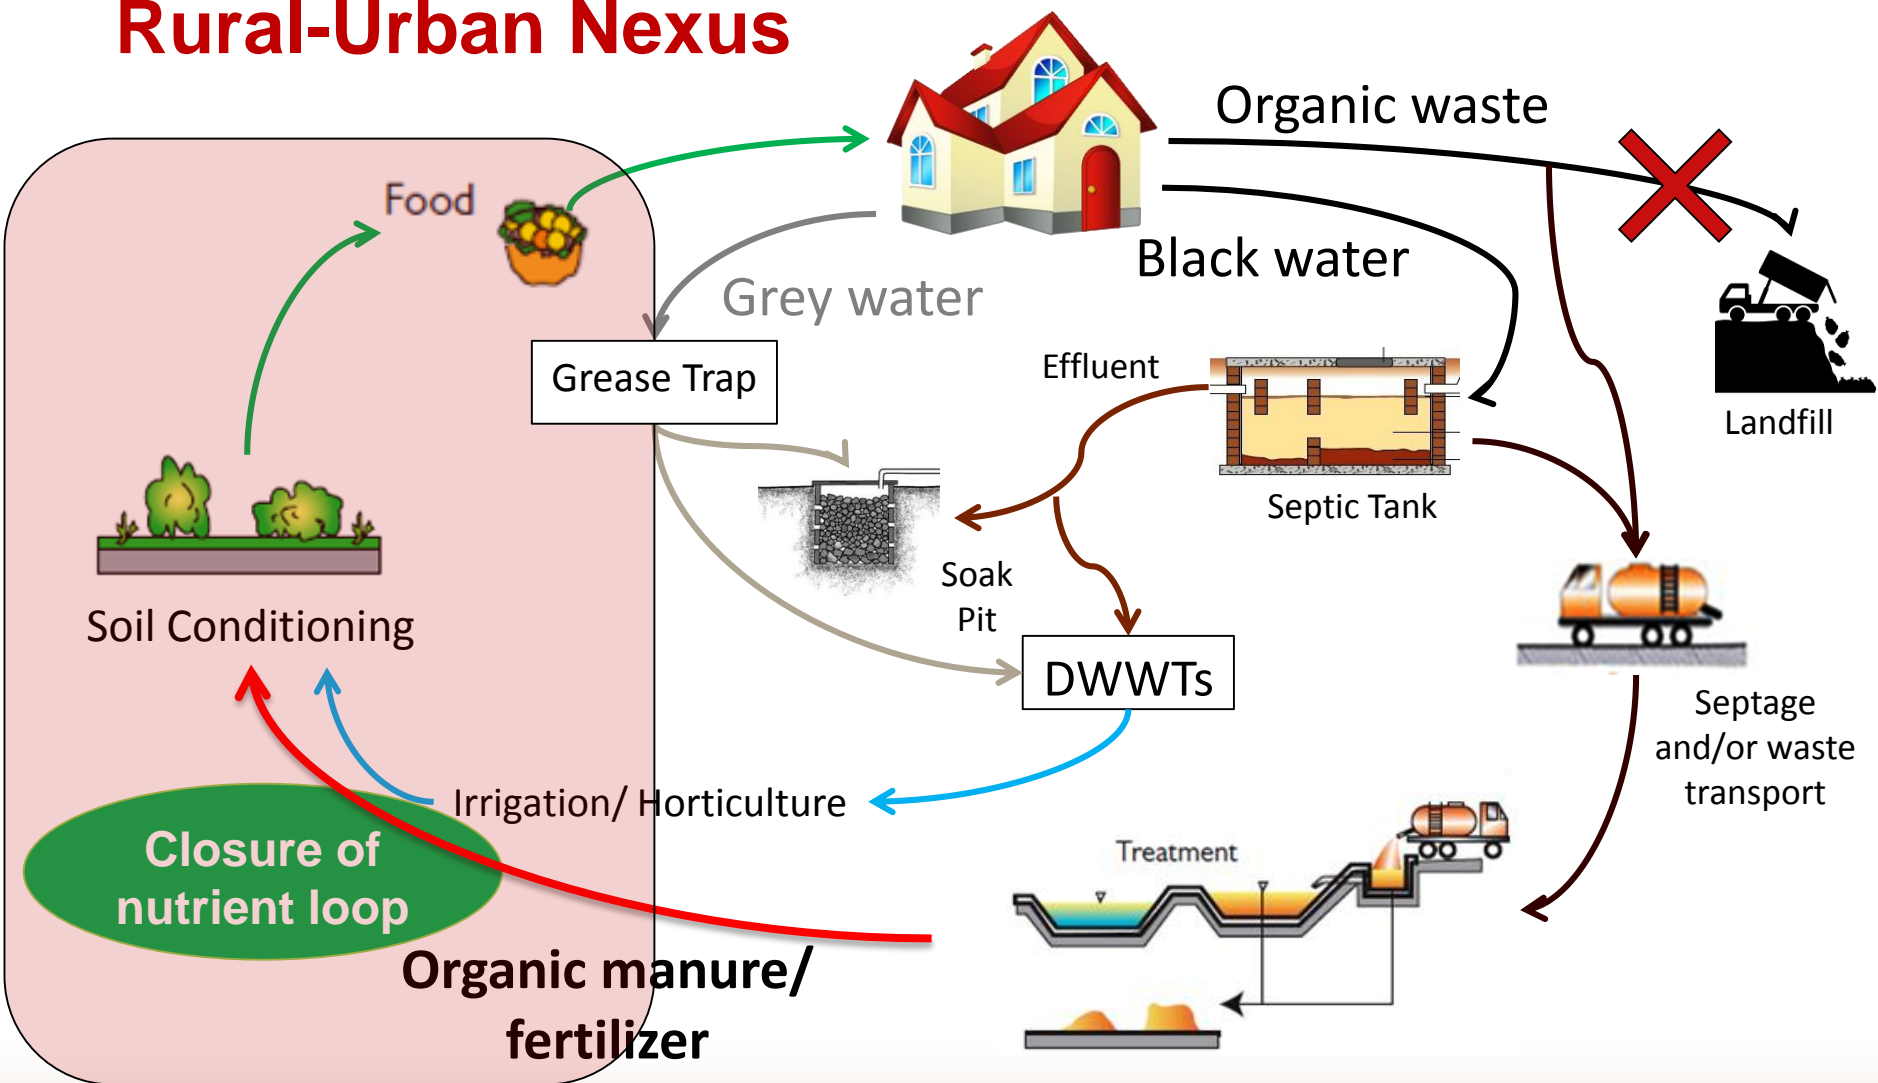 Rural-Urban Nexus
Organic waste
Food
Black water
Grey water
Effluent
Grease Trap
Landfill
Septic Tank
Soak
Pit
Soil Conditioning
DWWTs
Septage
and/or waste
transport
Irrigation/ Horticulture
Closure of
nutrient loop
Treatment
Organic manure/
fertilizer